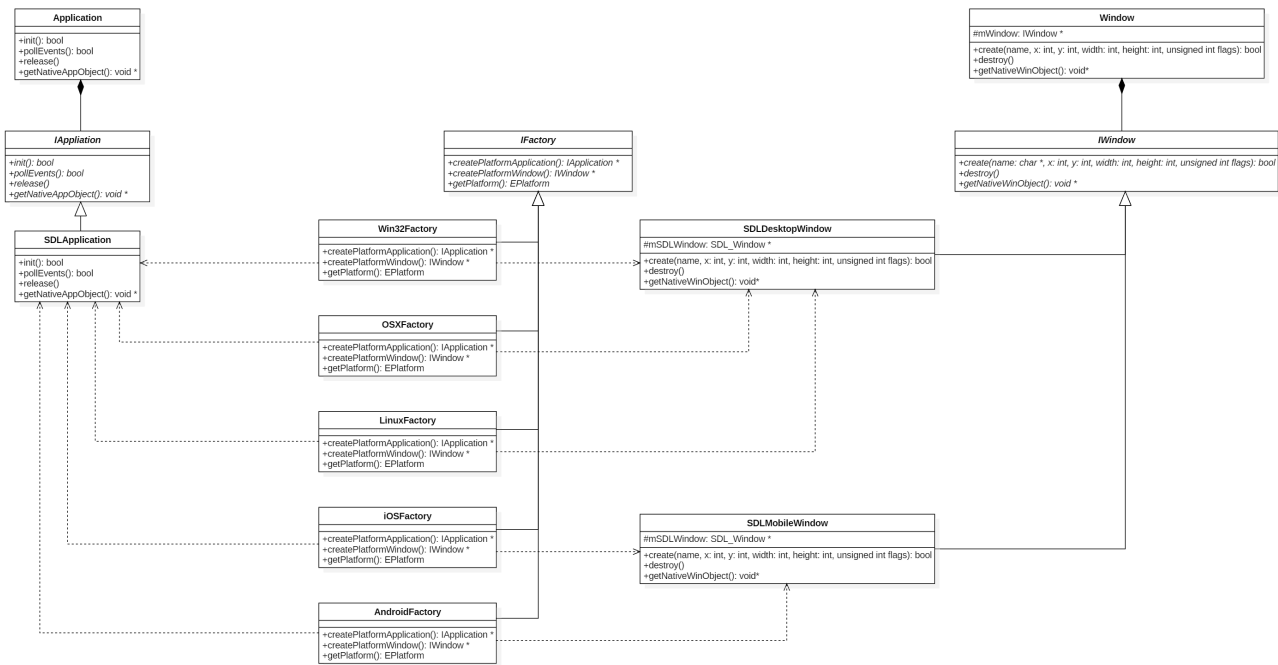 Application
+init(): bool
+pollEvents(): bool
+release()
+getNativeAppObject(): void *
Window
#mWindow: IWindow *
+create(name, x: int, y: int, width: int, height: int, unsigned int flags): bool
+destroy()
+getNativeWinObject(): void*
IAppliation
+init(): bool
+pollEvents(): bool
+release()
+getNativeAppObject(): void *
IFactory
+createPlatformApplication(): IApplication *
+createPlatformWindow(): IWindow *
+getPlatform(): EPlatform
IWindow
+create(name: char *, x: int, y: int, width: int, height: int, unsigned int flags): bool
+destroy()
+getNativeWinObject(): void *
SDLApplication
+init(): bool
+pollEvents(): bool
+release()
+getNativeAppObject(): void *
Win32Factory
+createPlatformApplication(): IApplication *
+createPlatformWindow(): IWindow *
+getPlatform(): EPlatform
SDLDesktopWindow
#mSDLWindow: SDL_Window *
+create(name, x: int, y: int, width: int, height: int, unsigned int flags): bool
+destroy()
+getNativeWinObject(): void*
OSXFactory
+createPlatformApplication(): IApplication *
+createPlatformWindow(): IWindow *
+getPlatform(): EPlatform
LinuxFactory
+createPlatformApplication(): IApplication *
+createPlatformWindow(): IWindow *
+getPlatform(): EPlatform
iOSFactory
+createPlatformApplication(): IApplication *
+createPlatformWindow(): IWindow *
+getPlatform(): EPlatform
SDLMobileWindow
#mSDLWindow: SDL_Window *
+create(name, x: int, y: int, width: int, height: int, unsigned int flags): bool
+destroy()
+getNativeWinObject(): void*
AndroidFactory
+createPlatformApplication(): IApplication *
+createPlatformWindow(): IWindow *
+getPlatform(): EPlatform